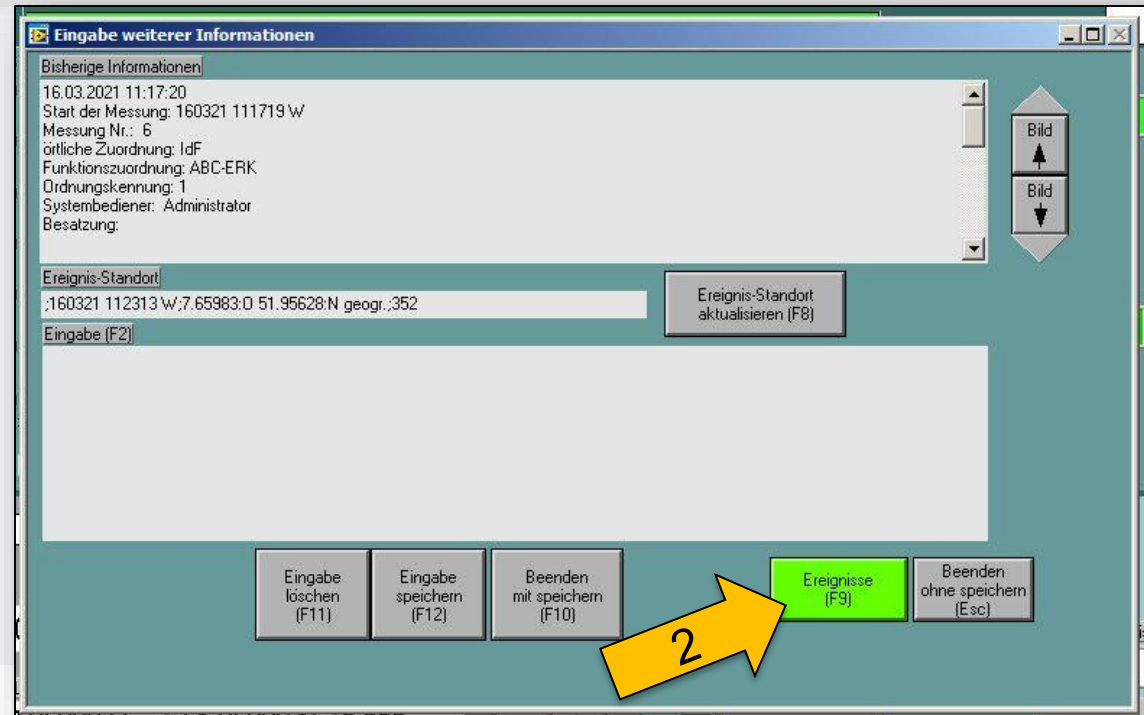 Eingabe weiterer Informationen
Bisherige Informationen
16.03.2021 11:17:20
Start der Messung: 160321 111719 W
Messung Nr.: 6
örtliche Zuordnung: IdF
Funktionszuordnung: ABC-ERK
Ordnungskennung: 1
Systembediener: Administrator
Besatzung:
Bild
Bild
Ereignis-Standort
;160321 112313 W;7.65983:O 51.95628:N geogr.;352
Ereignis-Standort
aktualisieren (F8)
Eingabe (F2)
Eingabe
löschen
(F11)
Eingabe
speichern
(F12)
Beenden
mit speichern
(F10)
Ereignisse
(F9)
Beenden
ohne speichern
(Esc)
2